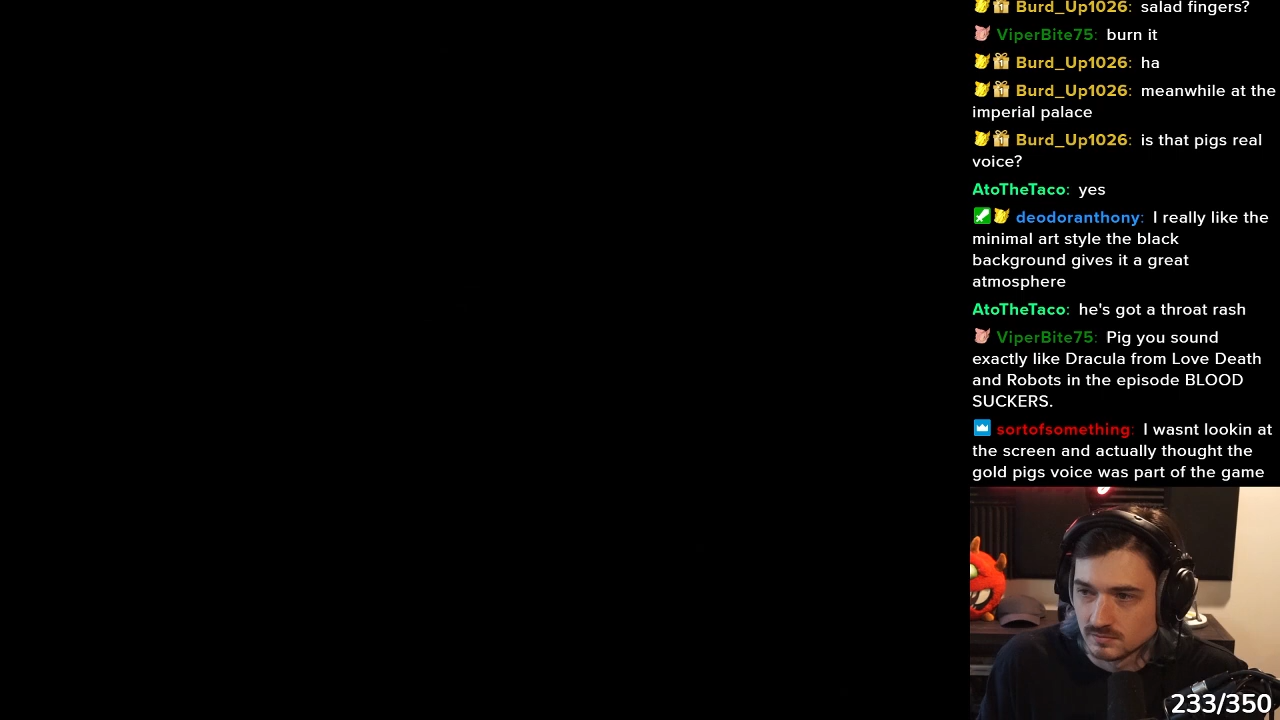 Burd_Up1026: salad fingers?
ViperBite75: burn it
Burd_Up1026: ha
Burd_Up1026: meanwhile at the
imperial palace
Burd_Up1026: is that pigs real
voice?
AtoTheTaco: yes
deodoranthony: I really like the
minimal art style the black
background gives it a great
atmosphere
AtoTheTaco: he's got a throat rash
ViperBite75: Pig you sound
exactly like Dracula from Love Death
and Robots in the episode BLOOD
SUCKERS.
sortofsomething: I wasnt lookin at
the screen and actually thought the
gold pigs voice was part of the game
233/350